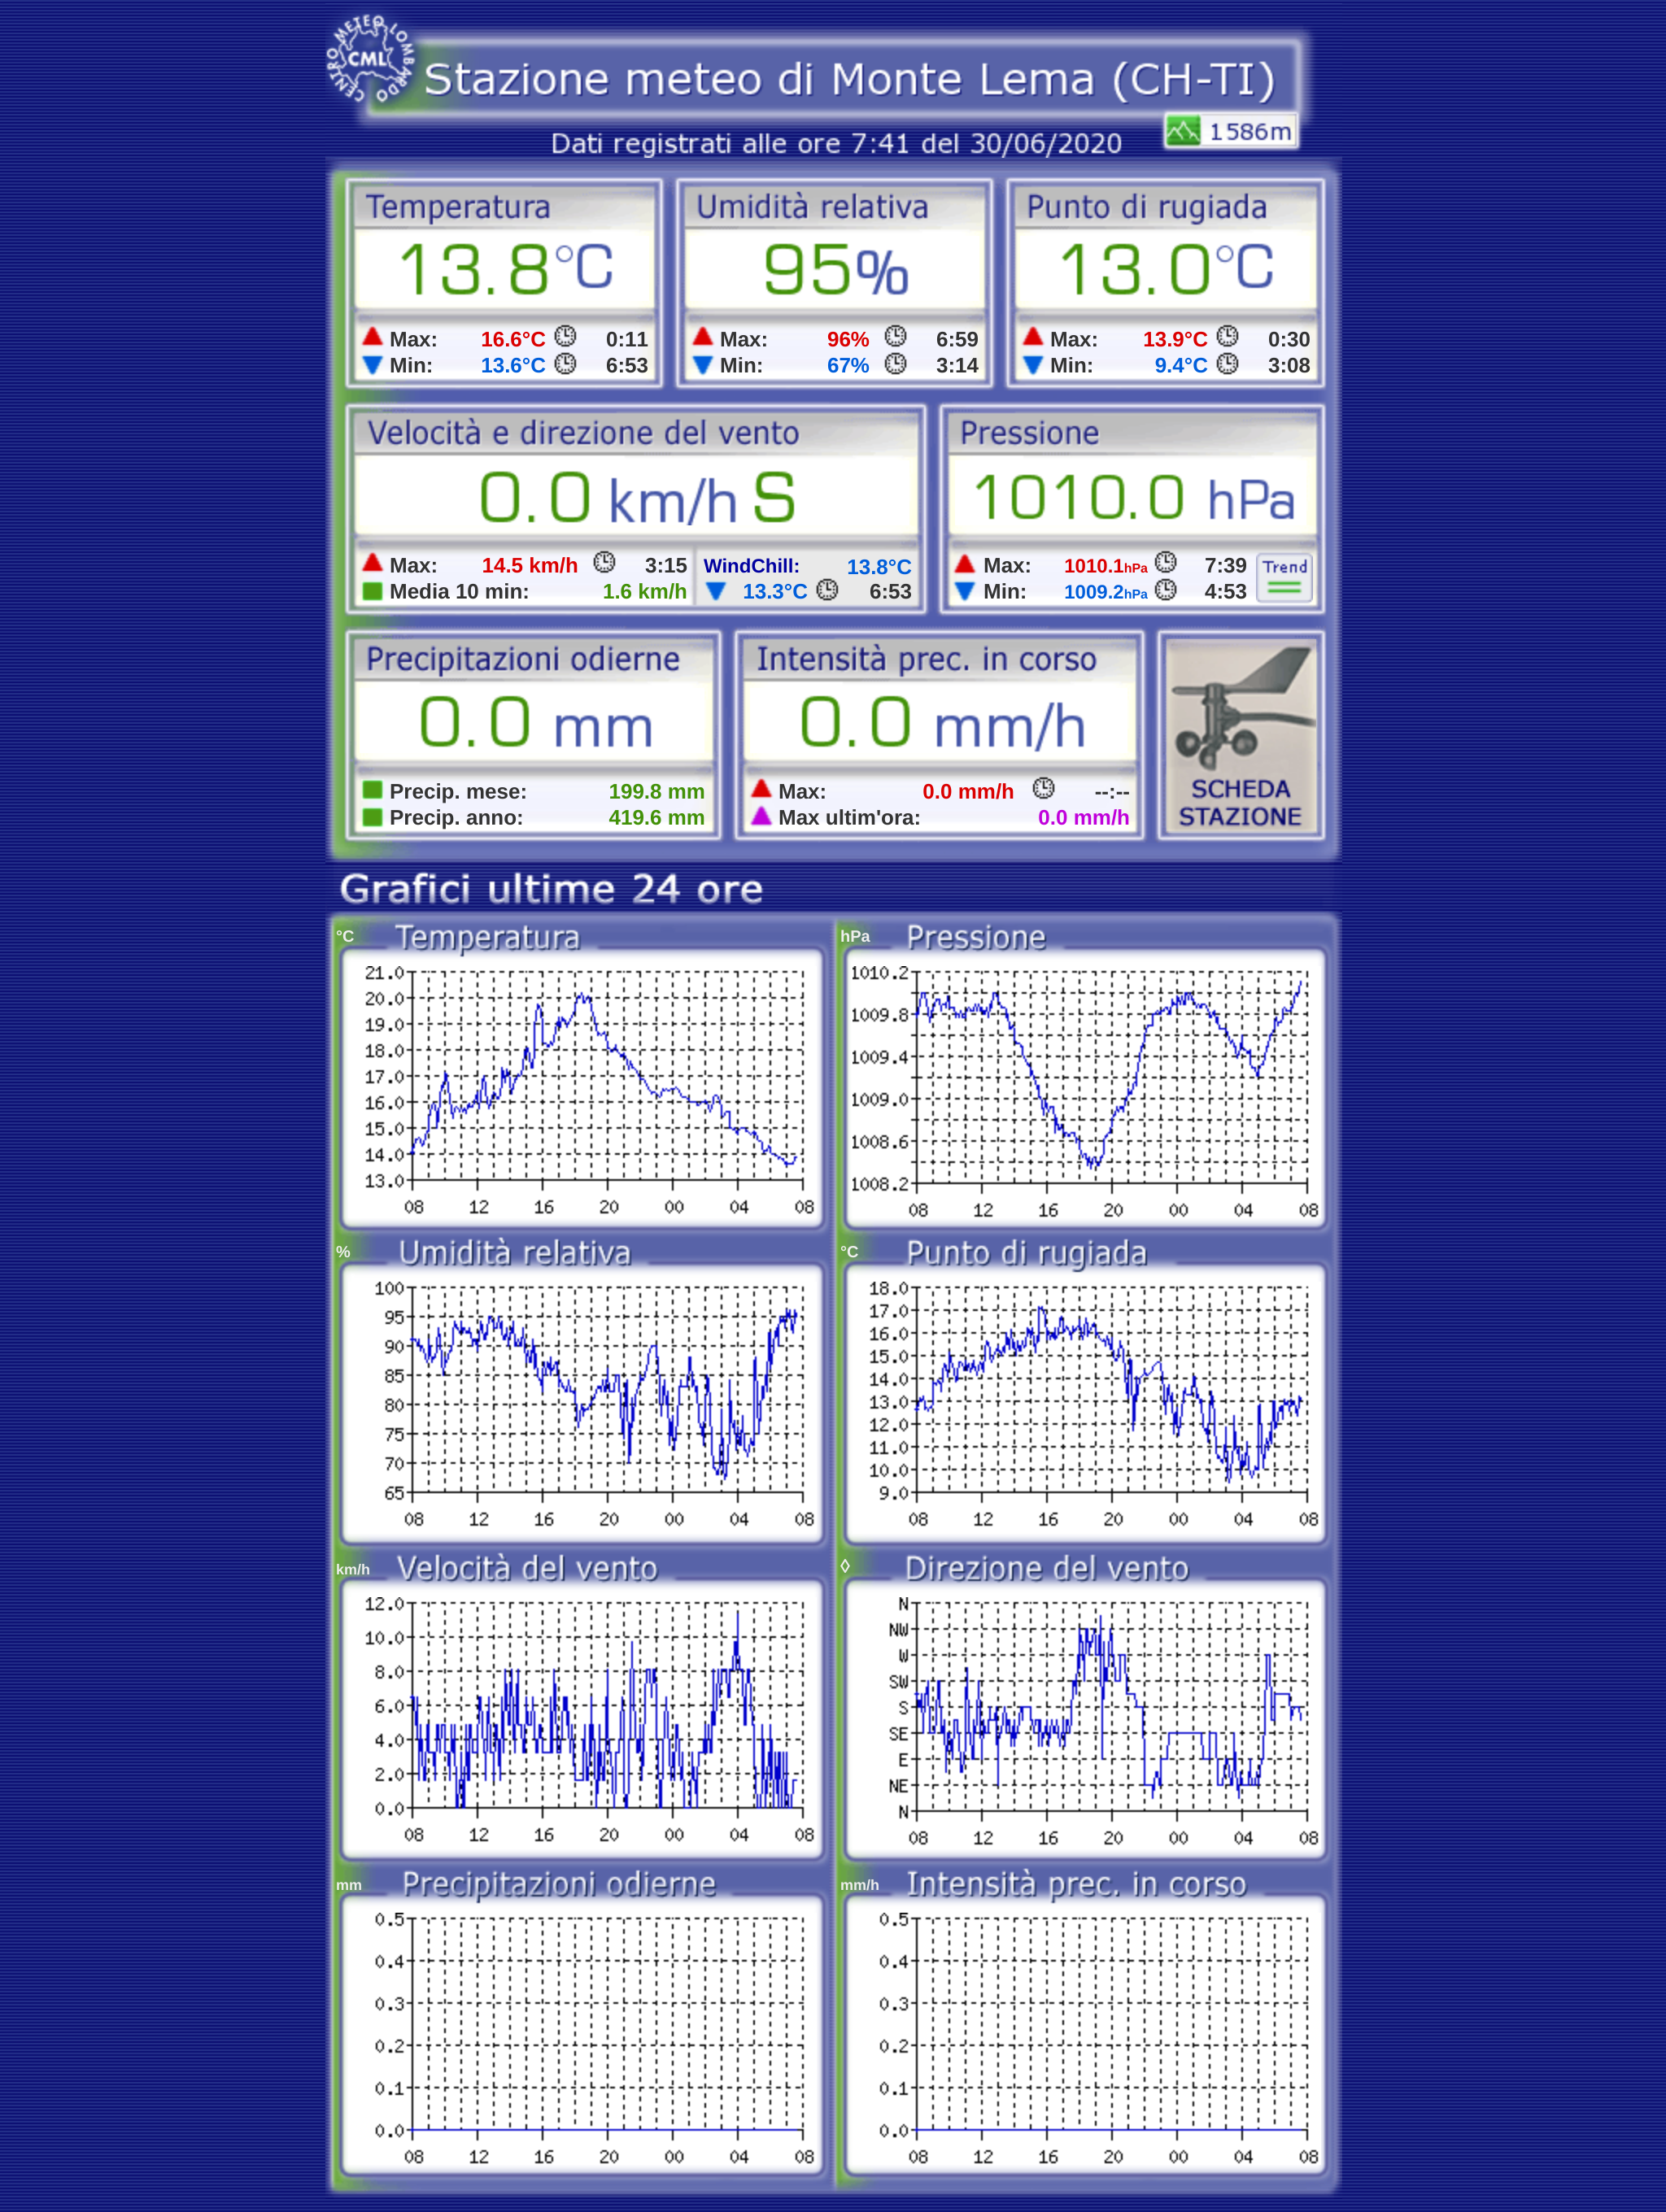 CENTRO METEO LOMBARDO
CML
Stazione meteo di Monte Lema (CH-TI)
1586m
Dati registrati alle ore 7:41 del 30/06/2020
Temperatura
13.8°C
Max: 16.6°C 0:11
Min: 13.6°C 6:53
Umidità relativa
95%
Max: 96% 6:59
Min: 67% 3:14
Punto di rugiada
13.0°C
Max: 13.9°C 0:30
Min: 9.4°C 3:08
Velocità e direzione del vento
0.0 km/h S
Max: 14.5 km/h 3:15
Media 10 min: 1.6 km/h
WindChill: 13.8°C
13.3°C 6:53
Pressione
1010.0 hPa
Max: 1010.1hPa 7:39
Min: 1009.2hPa 4:53
Trend
Precipitazioni odierne
0.0 mm
Precip. mese: 199.8 mm
Precip. anno: 419.6 mm
Intensità prec. in corso
0.0 mm/h
Max: 0.0 mm/h --:--
Max ultim'ora: 0.0 mm/h
SCHEDA
STAZIONE
Grafici ultime 24 ore
°C Temperatura
21.0
20.0
19.0
18.0
17.0
16.0
15.0
14.0
13.0
08 12 16 20 00 04 08
hPa Pressione
1010.2
1009.8
1009.4
1009.0
1008.6
1008.2
08 12 16 20 00 04 08
% Umidità relativa
100
95
90
85
80
75
70
65
08 12 16 20 00 04 08
°C Punto di rugiada
18.0
17.0
16.0
15.0
14.0
13.0
12.0
11.0
10.0
9.0
08 12 16 20 00 04 08
km/h Velocità del vento
12.0
10.0
8.0
6.0
4.0
2.0
0.0
08 12 16 20 00 04 08
◊ Direzione del vento
N
NW
W
SW
S
SE
E
NE
N
08 12 16 20 00 04 08
mm Precipitazioni odierne
0.5
0.4
0.3
0.2
0.1
0.0
08 12 16 20 00 04 08
mm/h Intensità prec. in corso
0.5
0.4
0.3
0.2
0.1
0.0
08 12 16 20 00 04 08